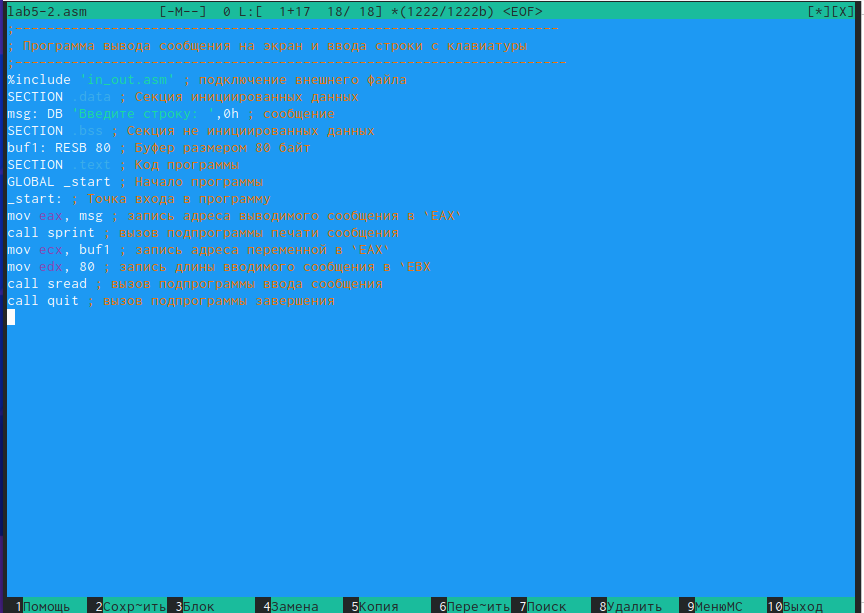 lab5-2.asm [-M--] 0 L:[ 1+17 18/ 18] *(1222/1222b) <EOF> [*][X]
;--------------------------------------------------------------------
; Программа вывода сообщения на экран и ввода строки с клавиатуры
;---------------------------------------------------------------------
%include 'in_out.asm' ; подключение внешнего файла
SECTION .data ; Секция инициированных данных
msg: DB 'Введите строку: ',0h ; сообщение
SECTION .bss ; Секция не инициированных данных
buf1: RESB 80 ; Буфер размером 80 байт
SECTION .text ; Код программы
GLOBAL _start ; Начало программы
_start: ; Точка входа в программу
mov eax, msg ; запись адреса выводимого сообщения в 'EAX'
call sprint ; вызов подпрограммы печати сообщения
mov ecx, buf1 ; запись адреса переменной в 'EAX'
mov edx, 80 ; запись длины вводимого сообщения в 'EBX
call sread ; вызов подпрограммы ввода сообщения
call quit ; вызов подпрограммы завершения
1Помощь 2Сохр~ить 3Блок 4Замена 5Копия 6Пере~ить 7Поиск 8Удалить 9МенюMC 10Выход